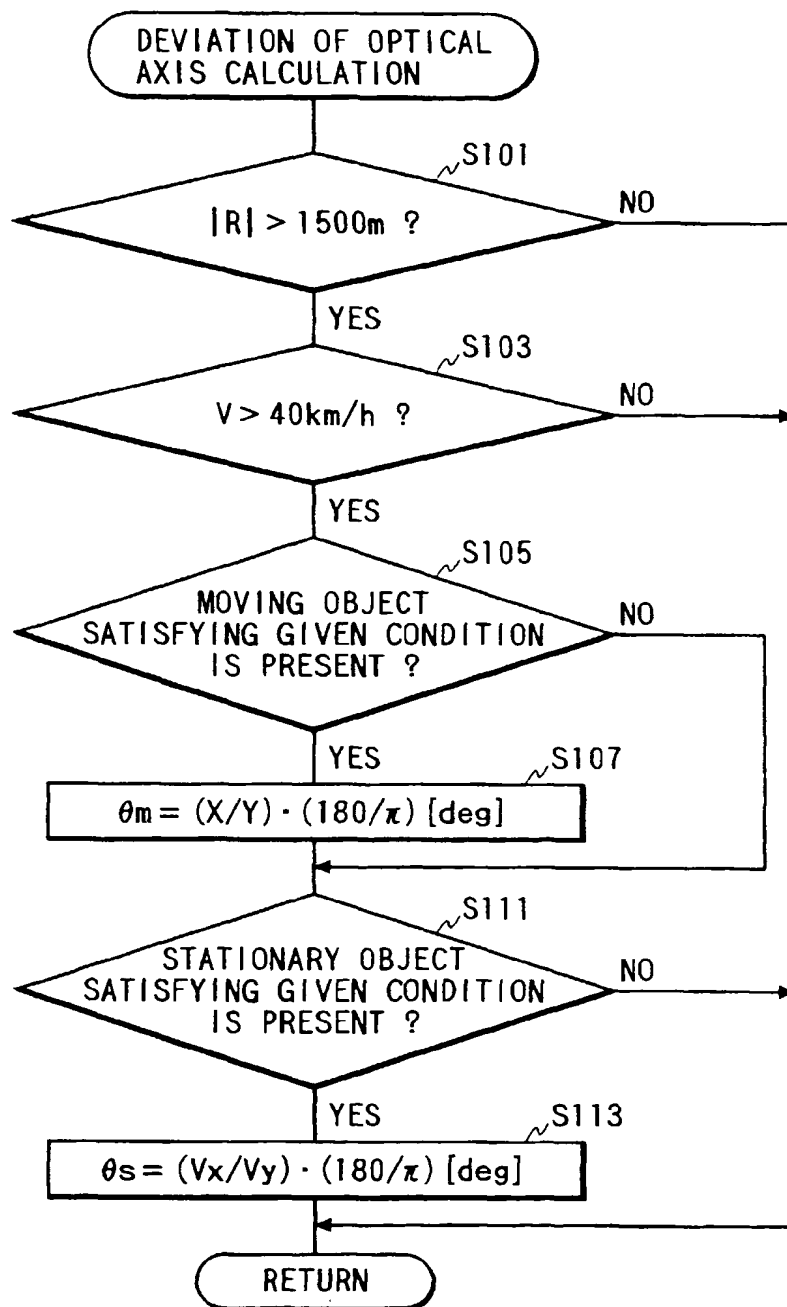 DEVIATION OF OPTICAL
AXIS CALCULATION
S101
|R| > 1500m ?
NO
YES
S103
V > 40km/h ?
NO
YES
S105
MOVING OBJECT
SATISFYING GIVEN CONDITION
IS PRESENT ?
NO
YES
S107
θm = (X/Y) · (180/π) [deg]
S111
STATIONARY OBJECT
SATISFYING GIVEN CONDITION
IS PRESENT ?
NO
YES
S113
θs = (Vx/Vy) · (180/π) [deg]
RETURN